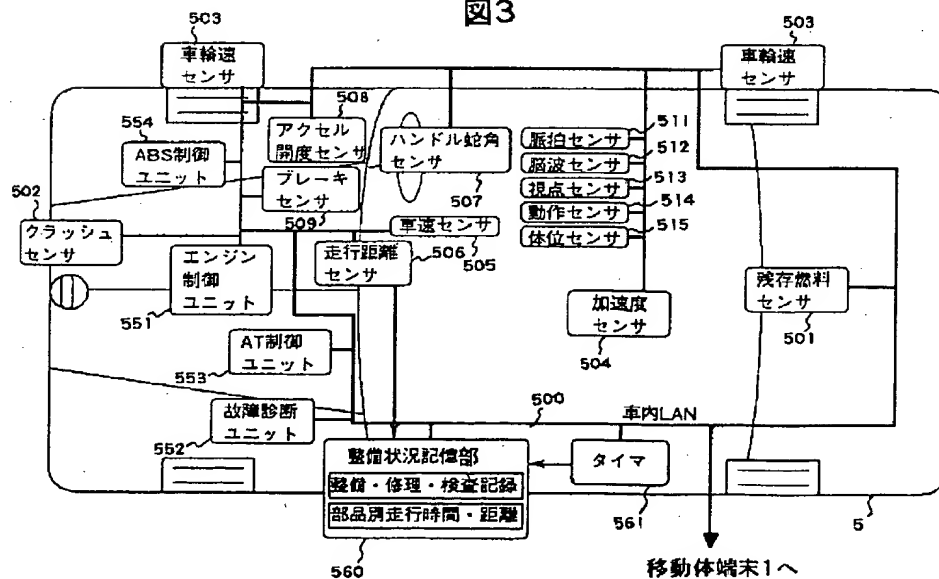 図3
503
車輪速
センサ
503
車輪速
センサ
508
アクセル
開度センサ
ハンドル蛇角
センサ
507
554
ABS制御
ユニット
ブレーキ
センサ
509
脈拍センサ
511
脳波センサ
512
視点センサ
513
動作センサ
514
体位センサ
515
502
クラッシュ
センサ
車速センサ
505
エンジン
制御
ユニット
551
走行距離
センサ
506
加速度
センサ
504
残存燃料
センサ
501
AT制御
ユニット
553
故障診断
ユニット
552
500
車内LAN
整備状況記憶部
整備・修理・検査記録
部品別走行時間・距離
560
タイマ
561
5
移動体端末1へ